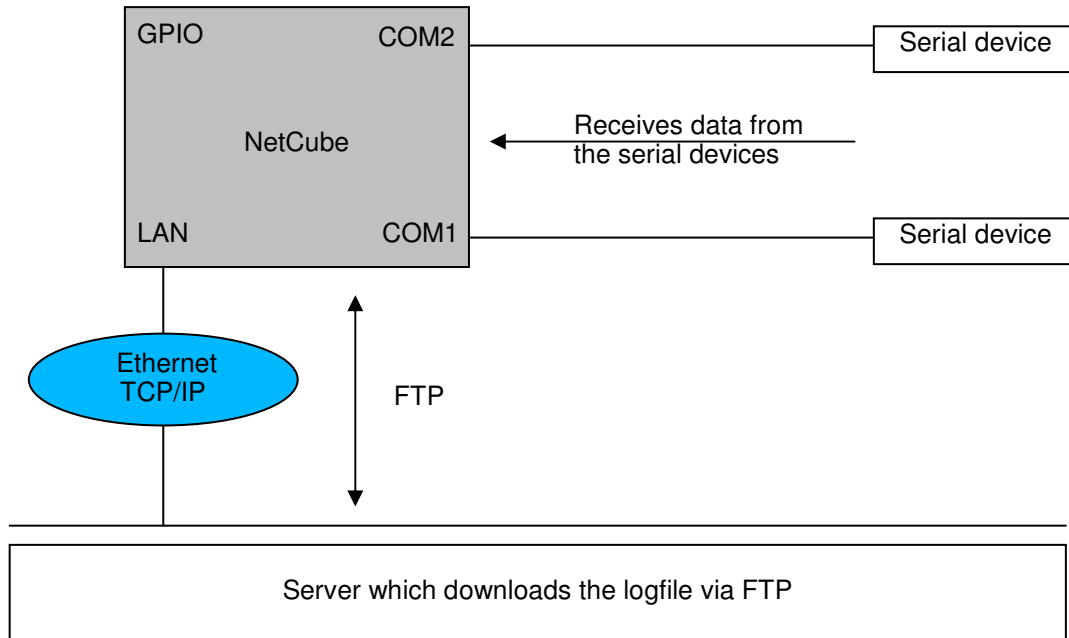 GPIO
COM2
Serial device
NetCube
Receives data from
the serial devices
LAN
COM1
Serial device
Ethernet
TCP/IP
FTP
Server which downloads the logfile via FTP